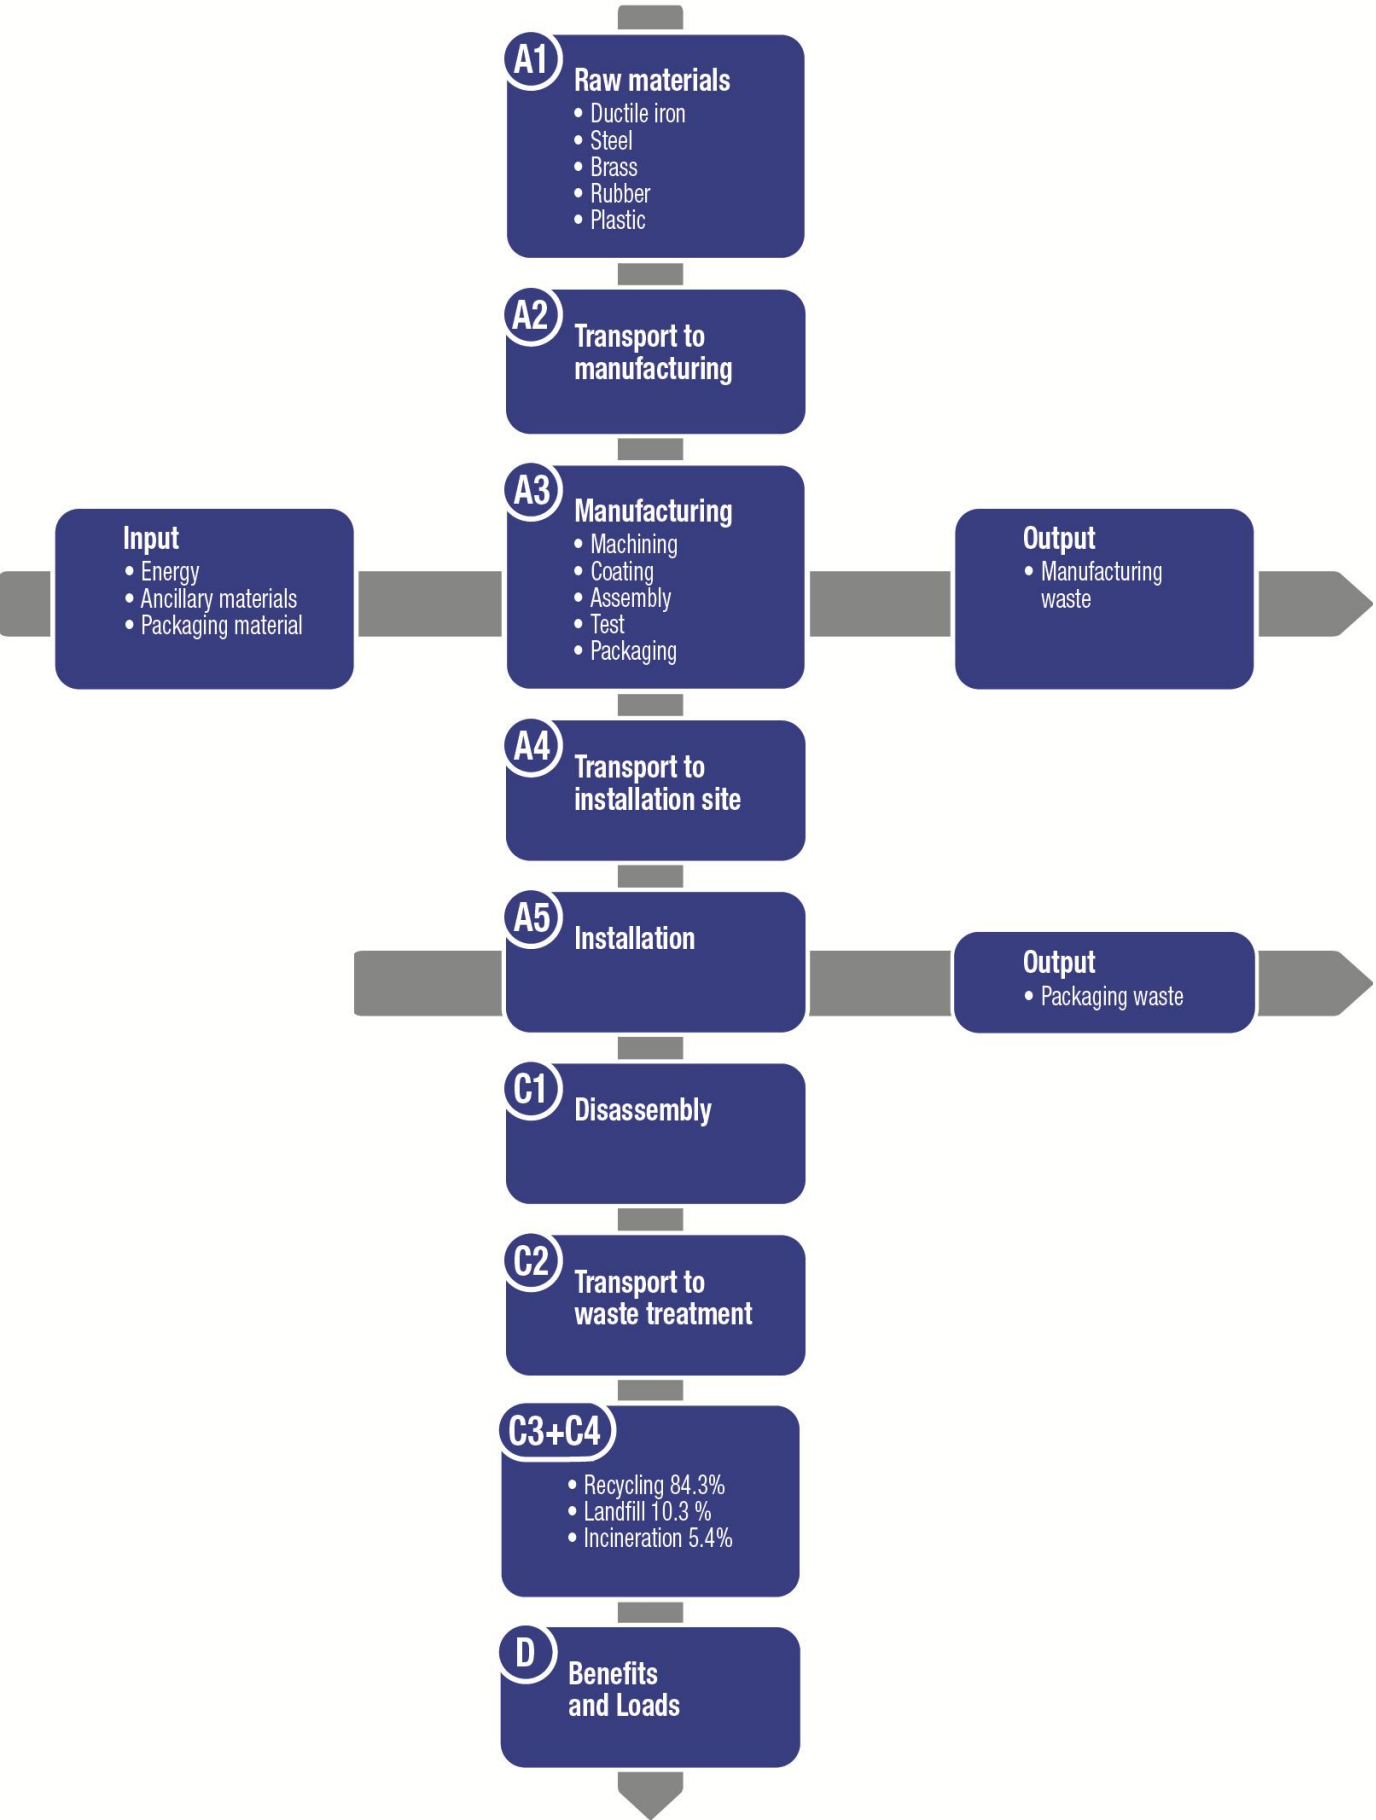 A1
Raw materials
• Ductile iron
• Steel
• Brass
• Rubber
• Plastic
A2
Transport to
manufacturing
Input
• Energy
• Ancillary materials
• Packaging material
A3
Manufacturing
• Machining
• Coating
• Assembly
• Test
• Packaging
Output
• Manufacturing
waste
A4
Transport to
installation site
A5
Installation
Output
• Packaging waste
C1
Disassembly
C2
Transport to
waste treatment
C3+C4
• Recycling 84.3%
• Landfill 10.3 %
• Incineration 5.4%
D
Benefits
and Loads